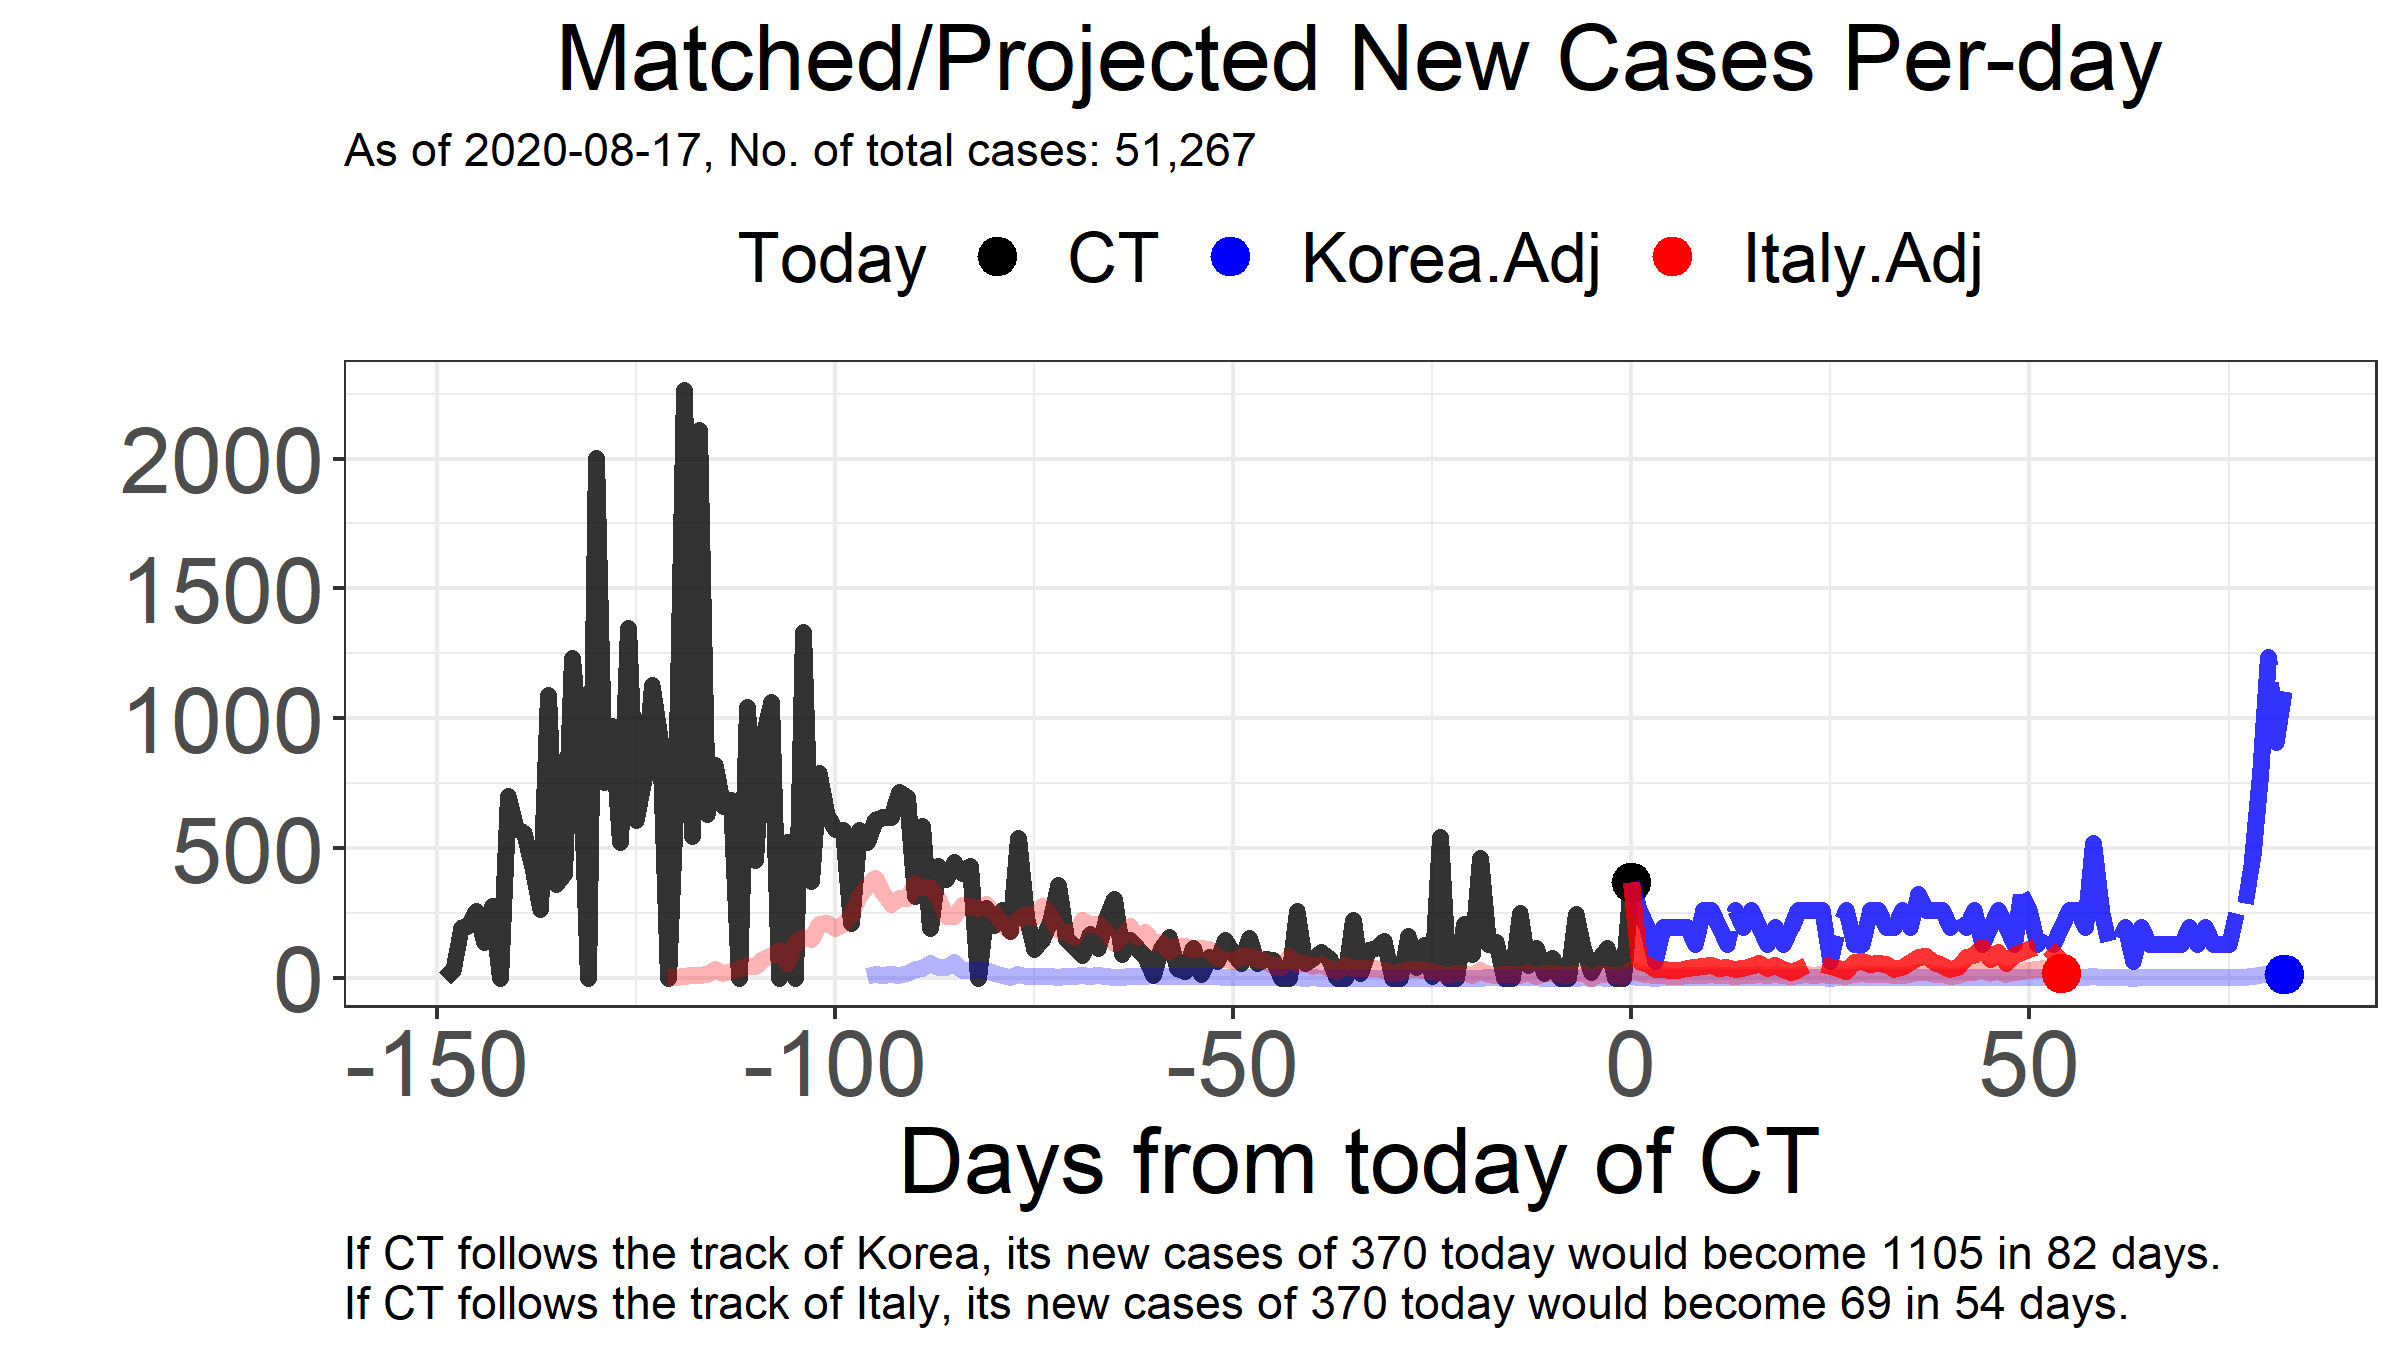 Matched/Projected New Cases Per-day
As of 2020-08-17, No. of total cases: 51,267
Today CT Korea.Adj Italy.Adj
2000
1500
1000
500
0
-150 -100 -50 0 50
Days from today of CT
If CT follows the track of Korea, its new cases of 370 today would become 1105 in 82 days.
If CT follows the track of Italy, its new cases of 370 today would become 69 in 54 days.